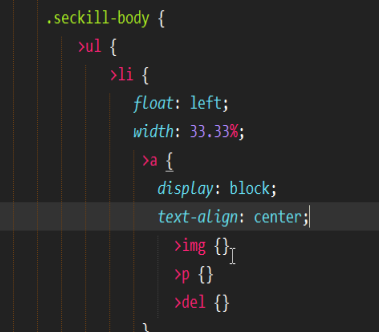 .seckill-body {
>ul {
>li {
float: left;
width: 33.33%;
>a {
display: block;
text-align: center;
>img {}
>p {}
>del {}
}